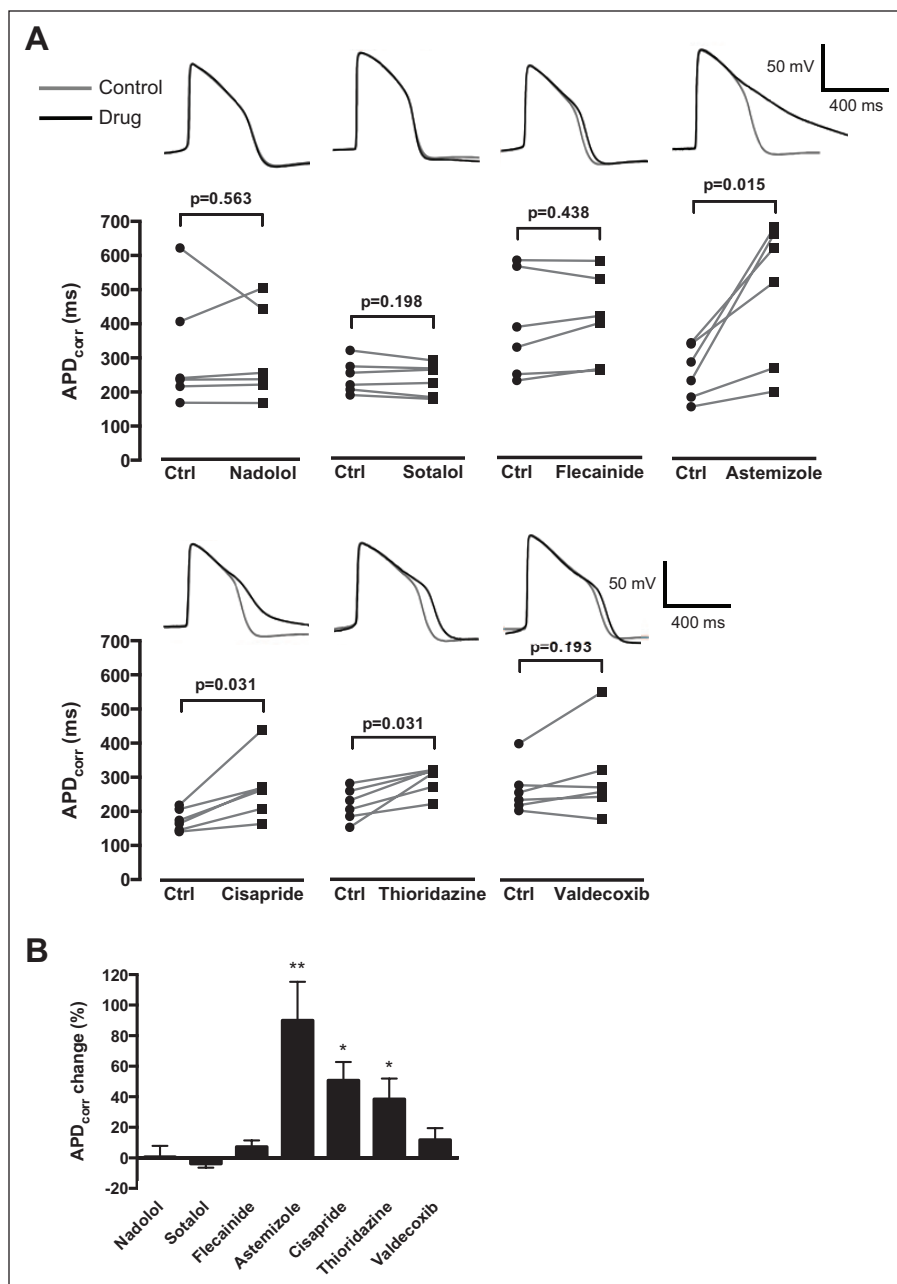 A
Control
Drug
50 mV
400 ms
p=0.563
p=0.198
p=0.438
p=0.015
APDcorr (ms)
700
600
500
400
300
200
100
0
Ctrl Nadolol
Ctrl Sotalol
Ctrl Flecainide
Ctrl Astemizole
50 mV
400 ms
p=0.031
p=0.031
p=0.193
APDcorr (ms)
700
600
500
400
300
200
100
0
Ctrl Cisapride
Ctrl Thioridazine
Ctrl Valdecoxib
B
APDcorr change (%)
120
100
80
60
40
20
0
-20
**
*
*
Nadolol
Sotalol
Flecainide
Astemizole
Cisapride
Thioridazine
Valdecoxib